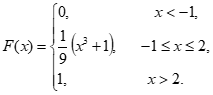 F(x) = { 0, x < -1,
1/9 (x³ + 1), -1 ≤ x ≤ 2,
1, x > 2.